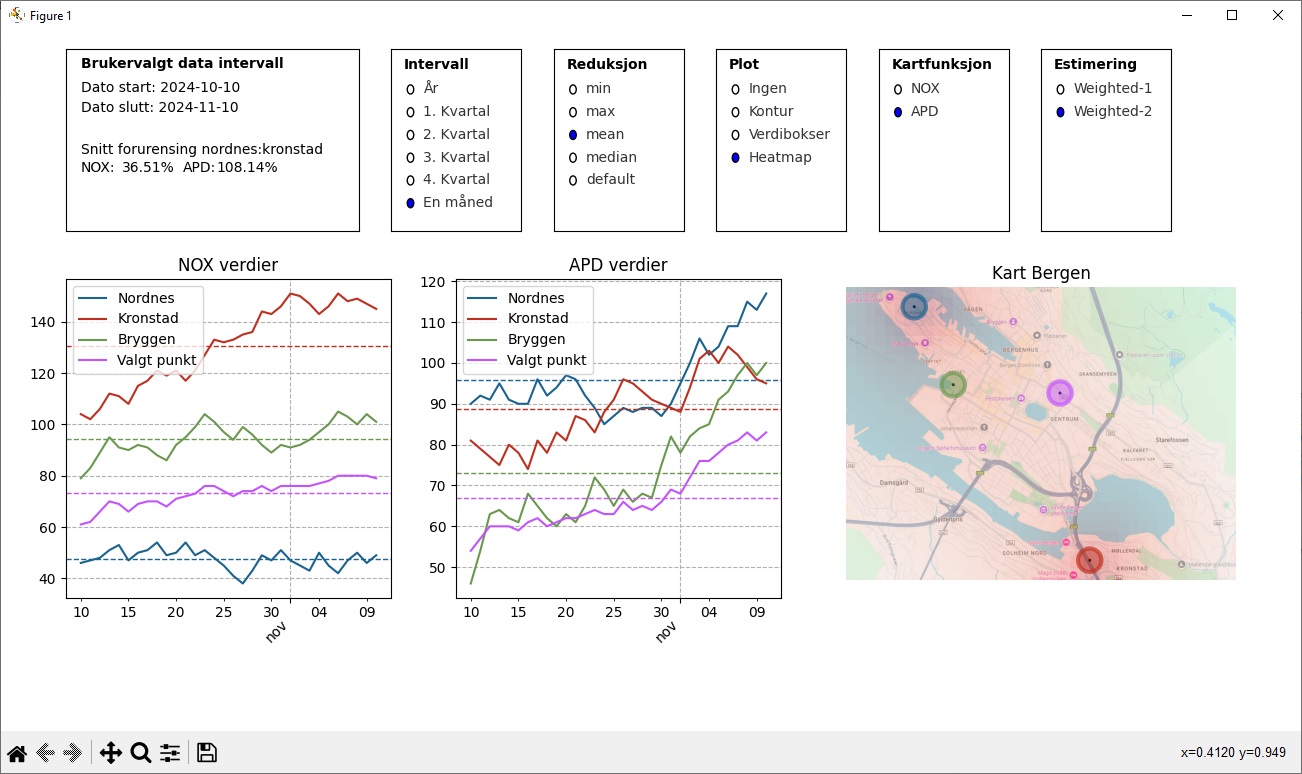 Figure 1
Brukervalgt data intervall
Dato start: 2024-10-10
Dato slutt: 2024-11-10
Snitt forurensing nordnes:kronstad
NOX: 36.51% APD:108.14%
Intervall
År
1. Kvartal
2. Kvartal
3. Kvartal
4. Kvartal
En måned
Reduksjon
min
max
mean
median
default
Plot
Ingen
Kontur
Verdibokser
Heatmap
Kartfunksjon
NOX
APD
Estimering
Weighted-1
Weighted-2
NOX verdier
Nordnes
Kronstad
Bryggen
Valgt punkt
140
120
100
80
60
40
10 15 20 25 30 04 09
nov
APD verdier
Nordnes
Kronstad
Bryggen
Valgt punkt
120
110
100
90
80
70
60
50
10 15 20 25 30 04 09
nov
Kart Bergen
VÅGEN
Bryggen
BERGENHUS
SKANSEMYREN
SENTRUM
Starefossen
KALFARET
Damsgård
SOLHEIM NORD
MØLLENDAL
KRONSTAD
x=0.4120 y=0.949